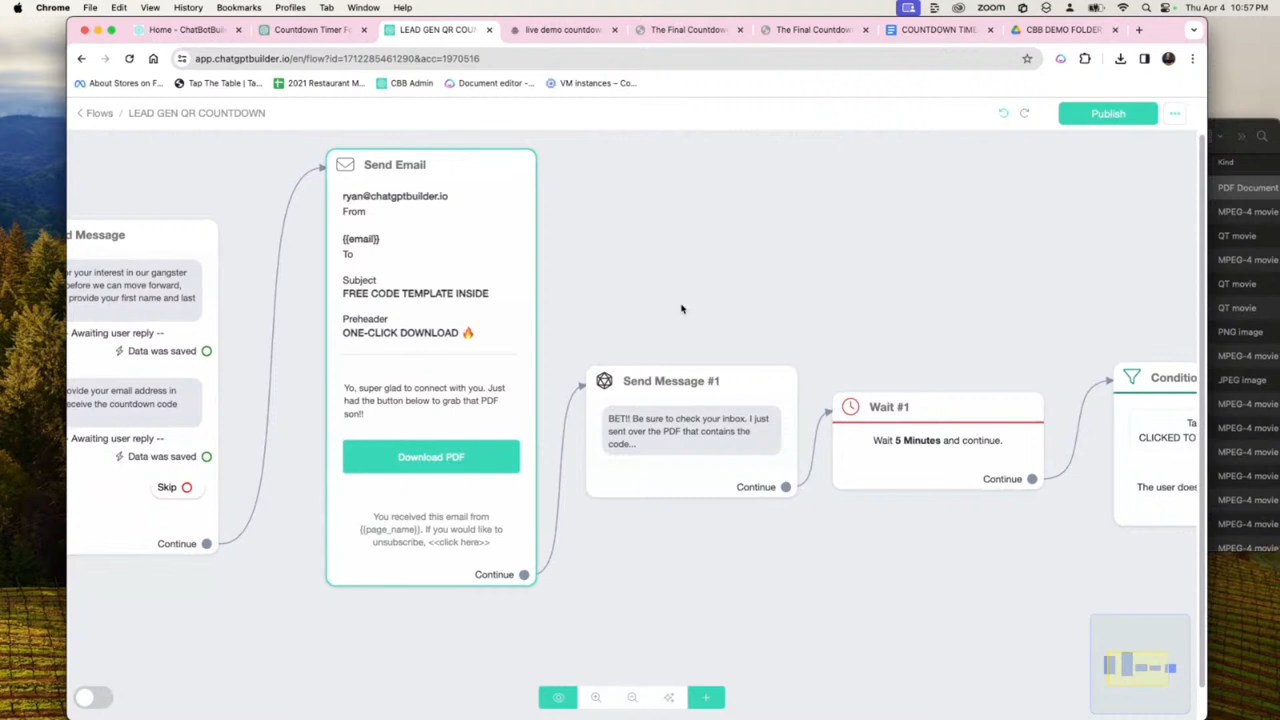 Chrome File Edit View History Bookmarks Profiles Tab Window Help zoom Thu Apr 4 10:57 PM
Home - ChatBotBuil Countdown Timer Fo LEAD GEN QR COUN live demo countdow The Final Countdow The Final Countdow COUNTDOWN TIME CBB DEMO FOLDER
app.chatgptbuilder.io/en/flow?id=1712285461290&acc=1970516
About Stores on F... Tap The Table | Ta... 2021 Restaurant M... CBB Admin Document editor -... VM instances – Co...
Flows / LEAD GEN QR COUNTDOWN
Publish
d Message
r your interest in our gangster
efore we can move forward,
provide your first name and last
Awaiting user reply --
Data was saved
ovide your email address in
eceive the countdown code
Awaiting user reply --
Data was saved
Skip
Continue
Send Email
ryan@chatgptbuilder.io
From
{{email}}
To
Subject
FREE CODE TEMPLATE INSIDE
Preheader
ONE-CLICK DOWNLOAD 🔥
Yo, super glad to connect with you. Just
had the button below to grab that PDF
son!!
Download PDF
You received this email from
{{page_name}}. If you would like to
unsubscribe, <<click here>>
Continue
Send Message #1
BET!! Be sure to check your inbox. I just
sent over the PDF that contains the
code...
Continue
Wait #1
Wait 5 Minutes and continue.
Continue
Conditio
Ta
CLICKED TO
The user does
Kind
PDF Document
MPEG-4 movie
QT movie
MPEG-4 movie
QT movie
QT movie
PNG image
MPEG-4 movie
JPEG image
MPEG-4 movie
MPEG-4 movie
MPEG-4 movie
MPEG-4 movie
MPEG-4 movie
MPEG-4 movie
MPEG-4 movie